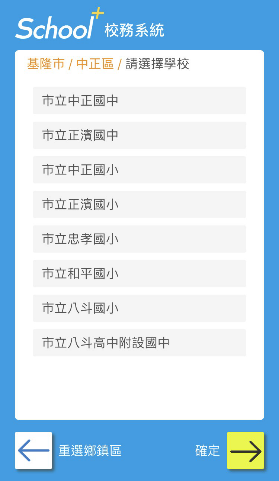 School+ 校務系統
基隆市 / 中正區 / 請選擇學校
市立中正國中
市立正濱國中
市立中正國小
市立正濱國小
市立忠孝國小
市立和平國小
市立八斗國小
市立八斗高中附設國中
重選鄉鎮區 確定